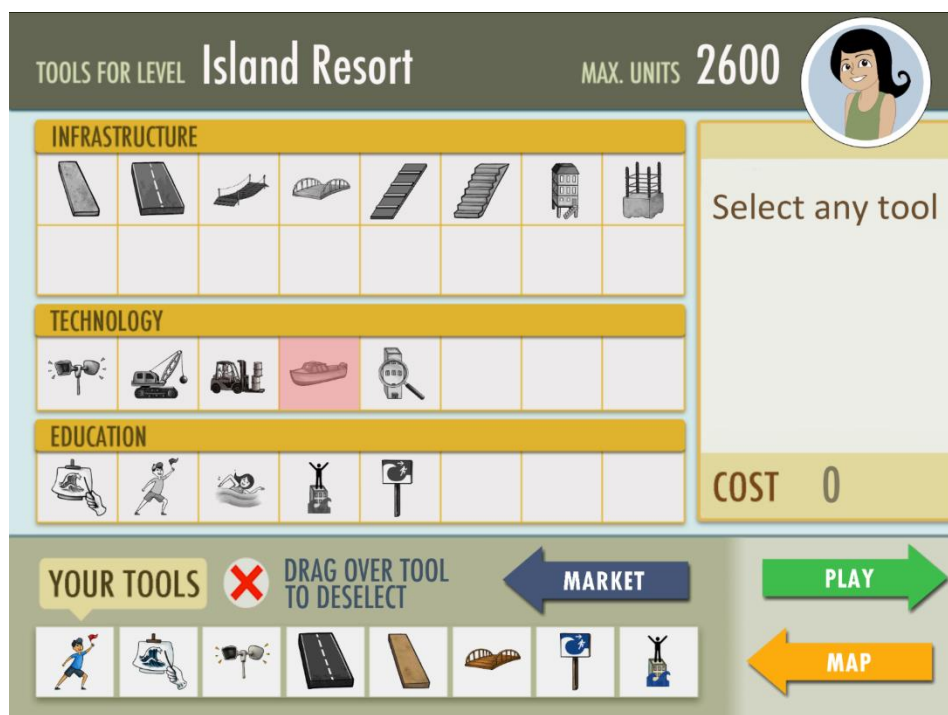 TOOLS FOR LEVEL Island Resort MAX. UNITS 2600
INFRASTRUCTURE
Select any tool
TECHNOLOGY
EDUCATION
COST 0
YOUR TOOLS
DRAG OVER TOOL
TO DESELECT
MARKET
PLAY
MAP